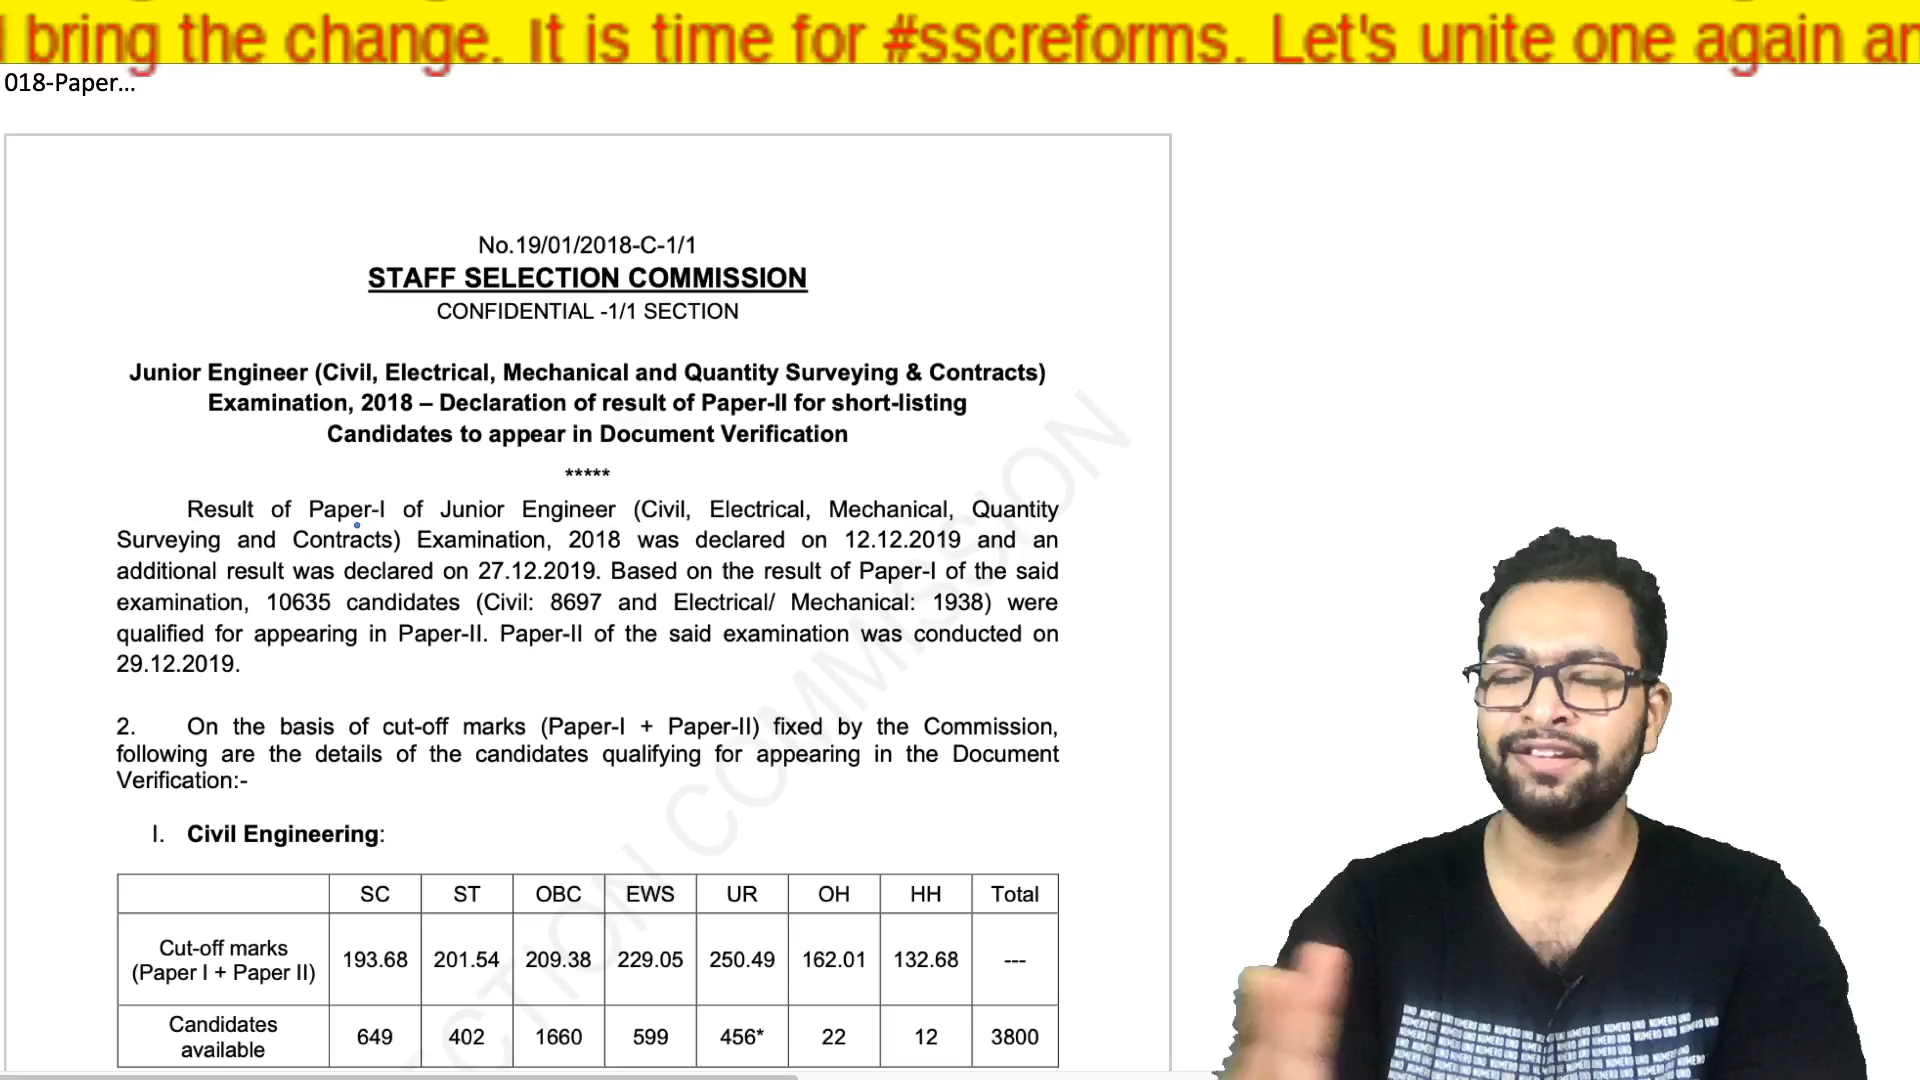 bring the change. It is time for #sscreforms. Let's unite one again
018-Paper...
No.19/01/2018-C-1/1
STAFF SELECTION COMMISSION
CONFIDENTIAL -1/1 SECTION
Junior Engineer (Civil, Electrical, Mechanical and Quantity Surveying & Contracts)
Examination, 2018 – Declaration of result of Paper-II for short-listing
Candidates to appear in Document Verification
*****
Result of Paper-I of Junior Engineer (Civil, Electrical, Mechanical, Quantity
Surveying and Contracts) Examination, 2018 was declared on 12.12.2019 and an
additional result was declared on 27.12.2019. Based on the result of Paper-I of the said
examination, 10635 candidates (Civil: 8697 and Electrical/ Mechanical: 1938) were
qualified for appearing in Paper-II. Paper-II of the said examination was conducted on
29.12.2019.
2. On the basis of cut-off marks (Paper-I + Paper-II) fixed by the Commission,
following are the details of the candidates qualifying for appearing in the Document
Verification:-
I. Civil Engineering:
SC ST OBC EWS UR OH HH Total
Cut-off marks
(Paper I + Paper II) 193.68 201.54 209.38 229.05 250.49 162.01 132.68 ---
Candidates
available 649 402 1660 599 456* 22 12 3800
COMMISSION